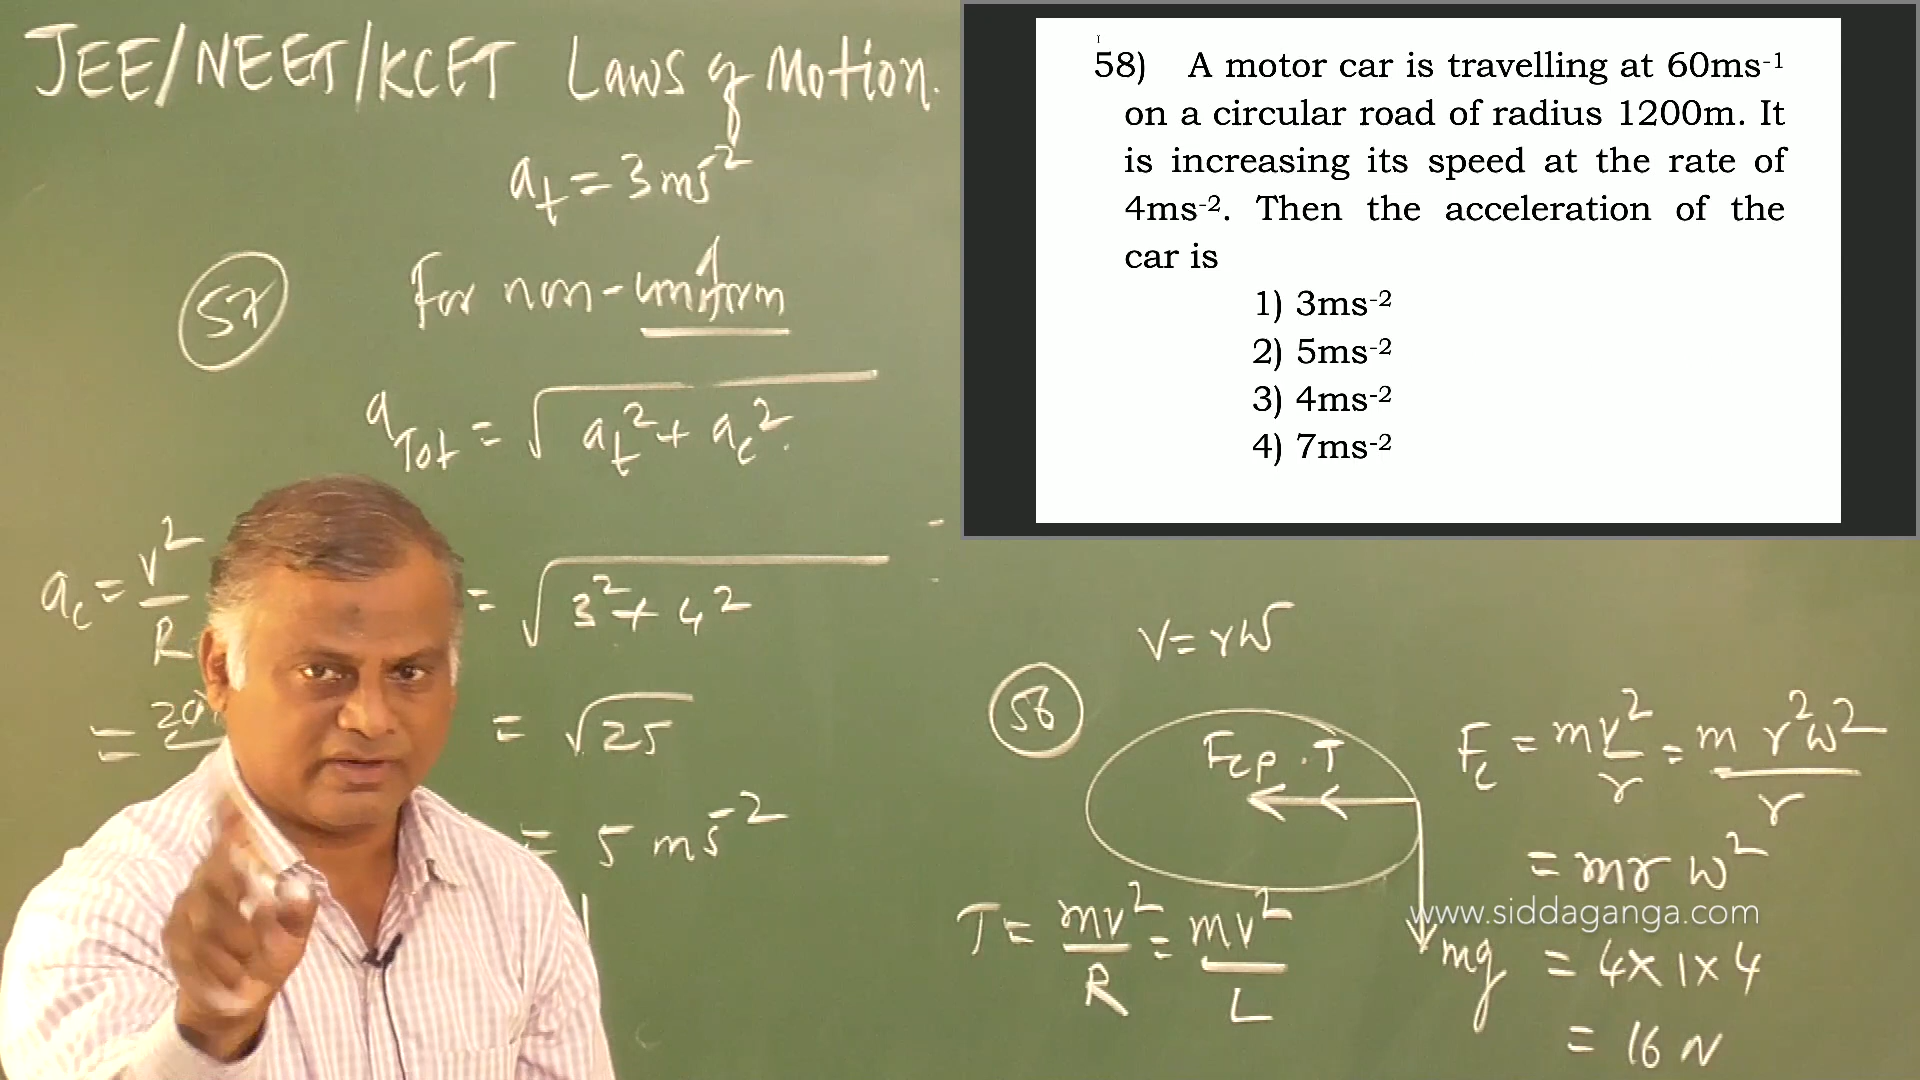 JEE/NEET/KCET Laws of Motion.
at = 3 ms⁻²
57
For non-uniform
aTot = √ at² + ac²
ac = v²/R
= √ 3² + 4²
= √25
= 5 ms⁻²
58) A motor car is travelling at 60ms⁻¹
on a circular road of radius 1200m. It
is increasing its speed at the rate of
4ms⁻². Then the acceleration of the
car is
1) 3ms⁻²
2) 5ms⁻²
3) 4ms⁻²
4) 7ms⁻²
V = rω
56
Fcp . T
Fc = mv²/r = m r²ω²/r
= mr ω²
www.siddaganga.com
T = mv²/R = mv²/L
mg
= 4 x 1 x 4
= 16 N